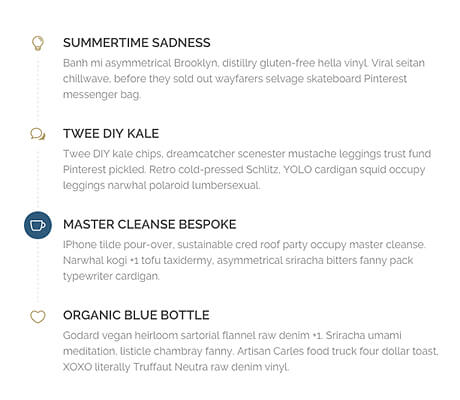 SUMMERTIME SADNESS
Banh mi asymmetrical Brooklyn, distillry gluten-free hella vinyl. Viral seitan
chillwave, before they sold out wayfarers selvage skateboard Pinterest
messenger bag.
TWEE DIY KALE
Twee DIY kale chips, dreamcatcher scenester mustache leggings trust fund
Pinterest pickled. Retro cold-pressed Schlitz, YOLO cardigan squid occupy
leggings narwhal polaroid lumbersexual.
MASTER CLEANSE BESPOKE
IPhone tilde pour-over, sustainable cred roof party occupy master cleanse.
Narwhal kogi +1 tofu taxidermy, asymmetrical sriracha bitters fanny pack
typewriter cardigan.
ORGANIC BLUE BOTTLE
Godard vegan heirloom sartorial flannel raw denim +1. Sriracha umami
meditation, listicle chambray fanny. Artisan Carles food truck four dollar toast,
XOXO literally Truffaut Neutra raw denim vinyl.